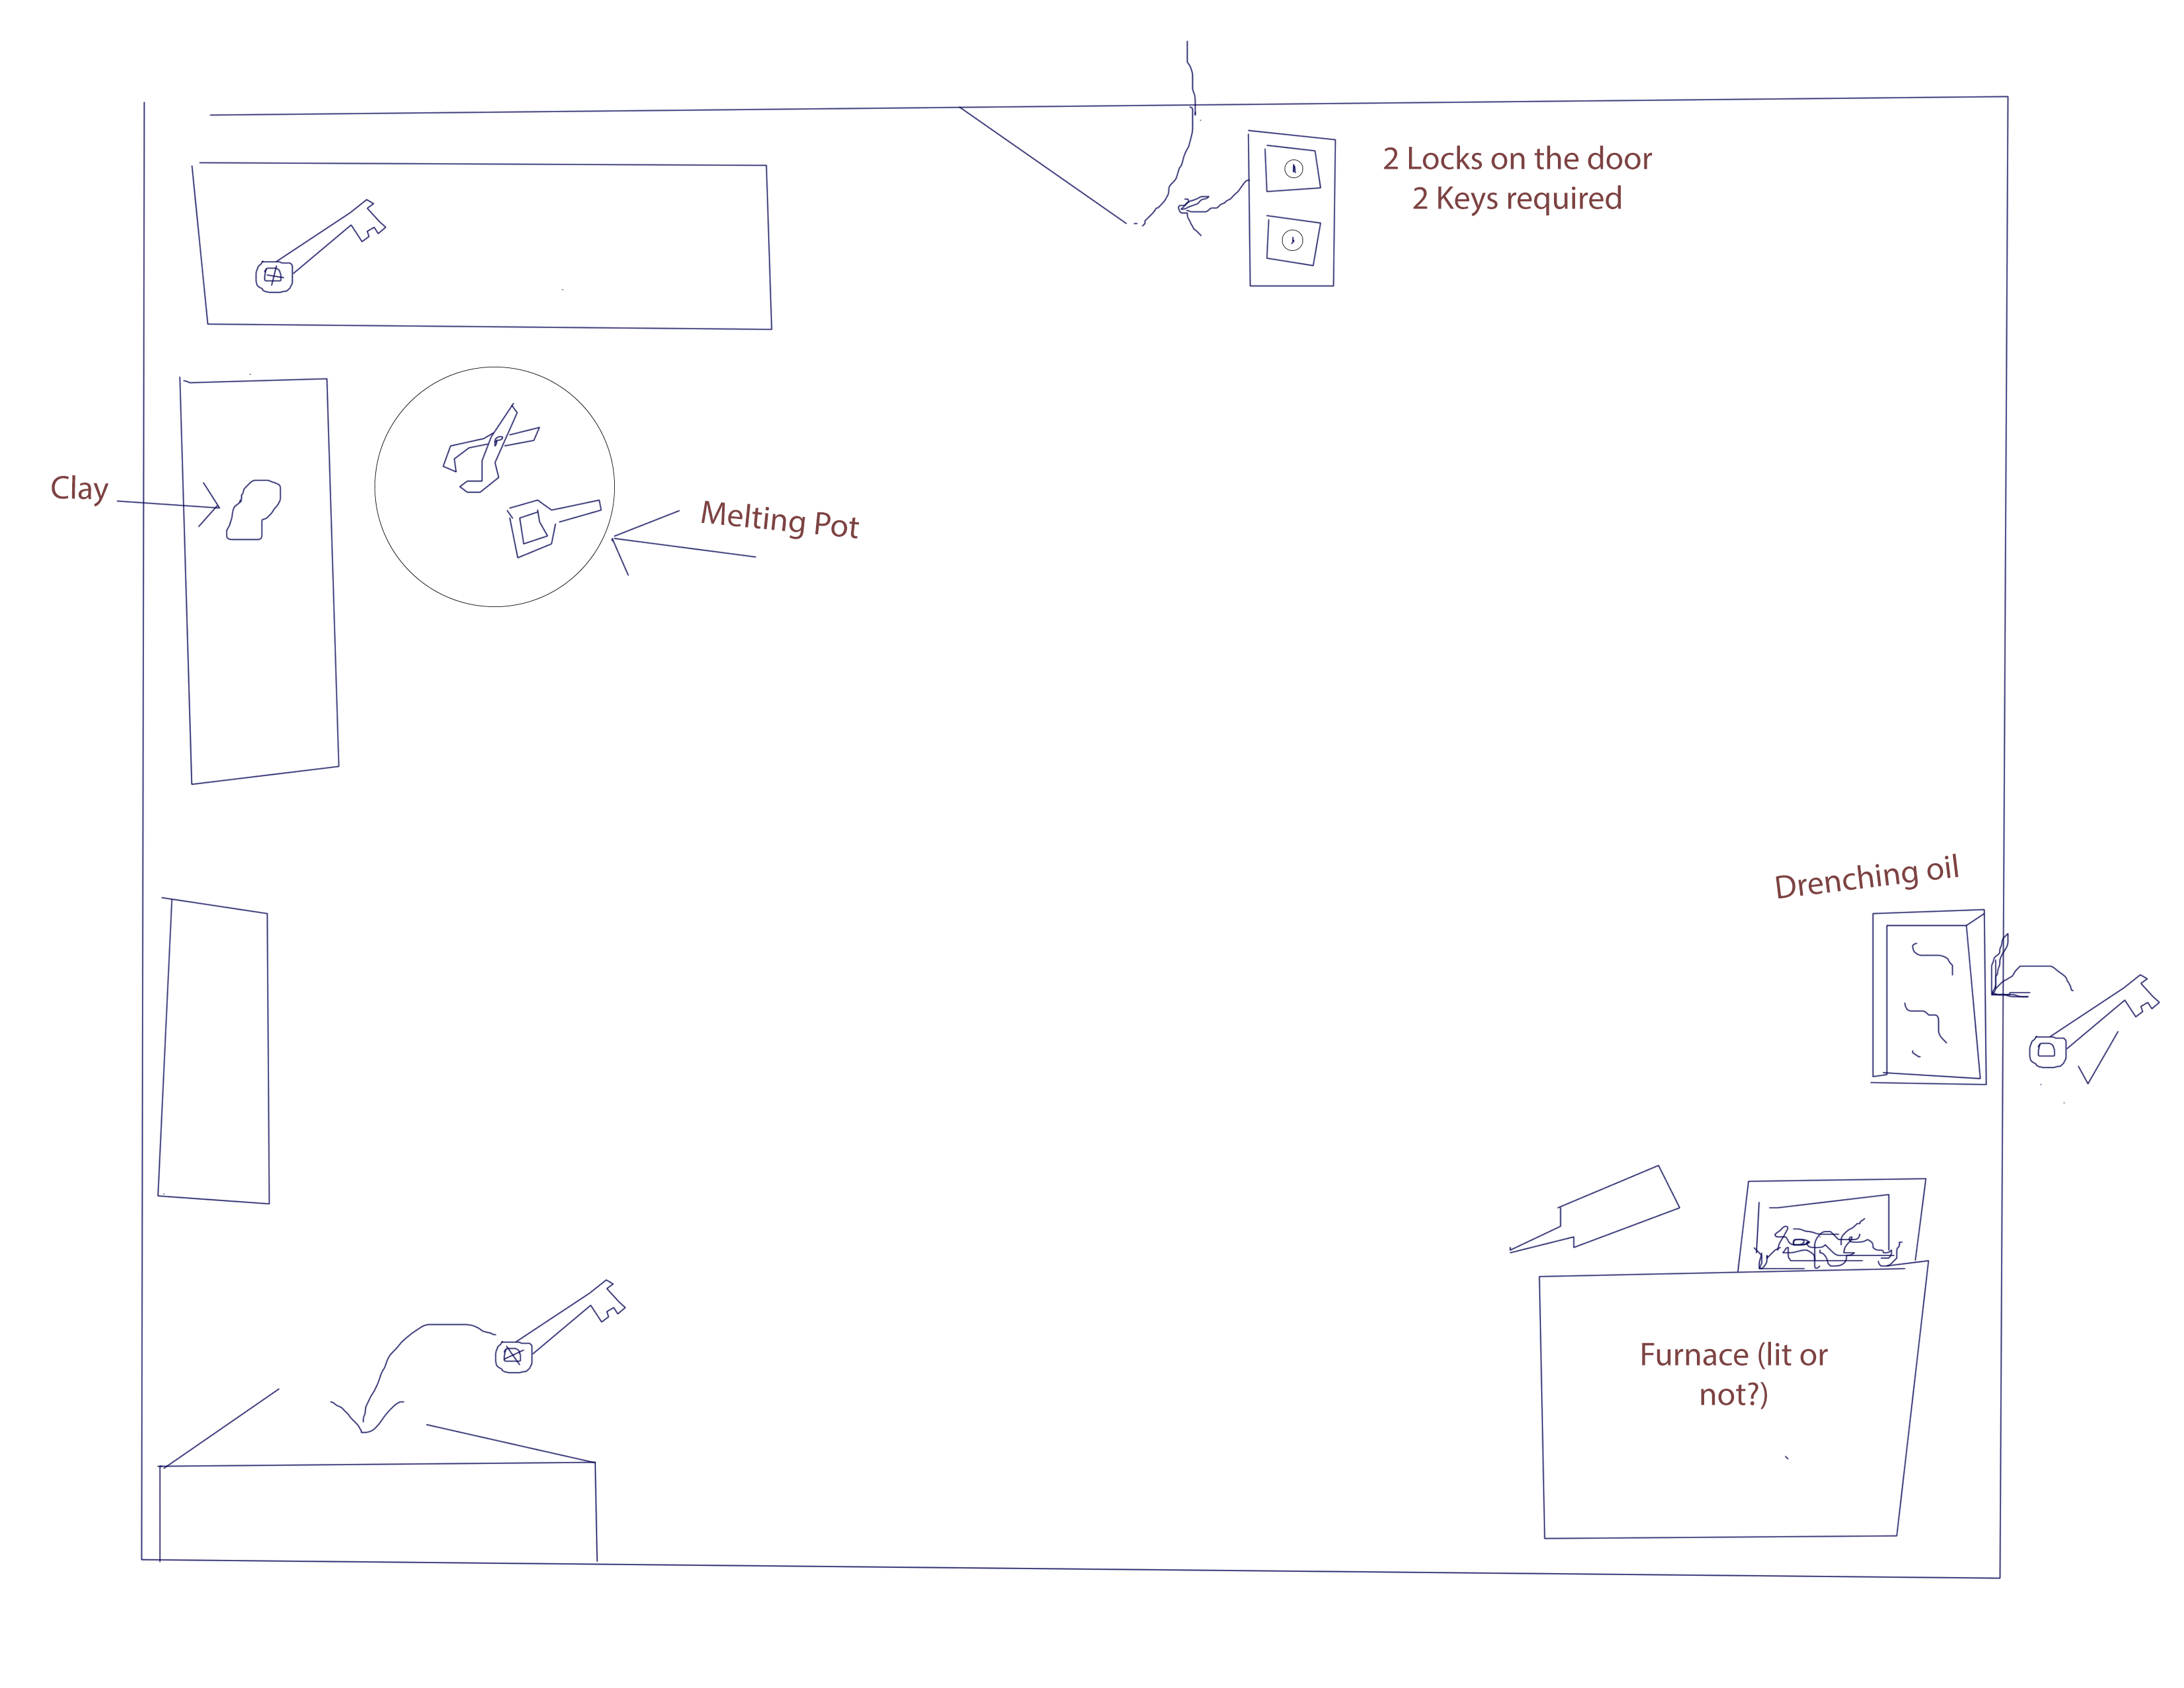 2 Locks on the door
2 Keys required
Clay
Melting Pot
Drenching oil
Furnace (lit or
not?)